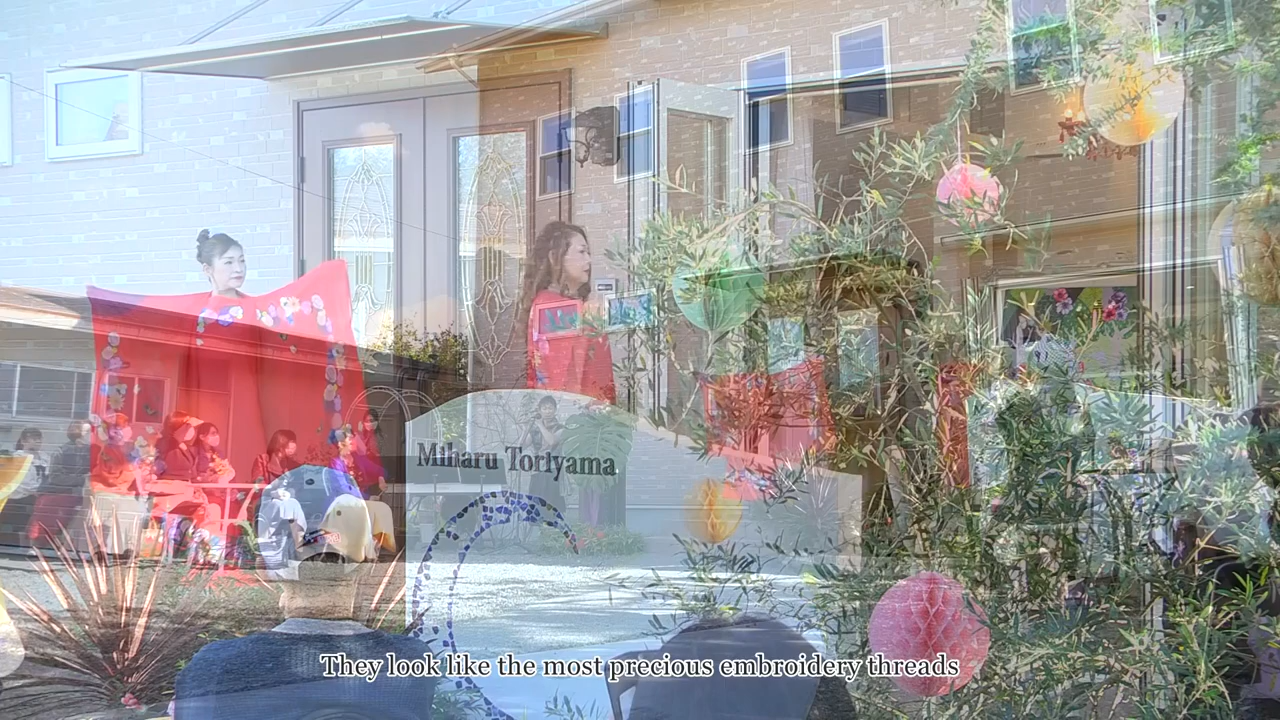 Miharu Toriyama
They look like the most precious embroidery threads